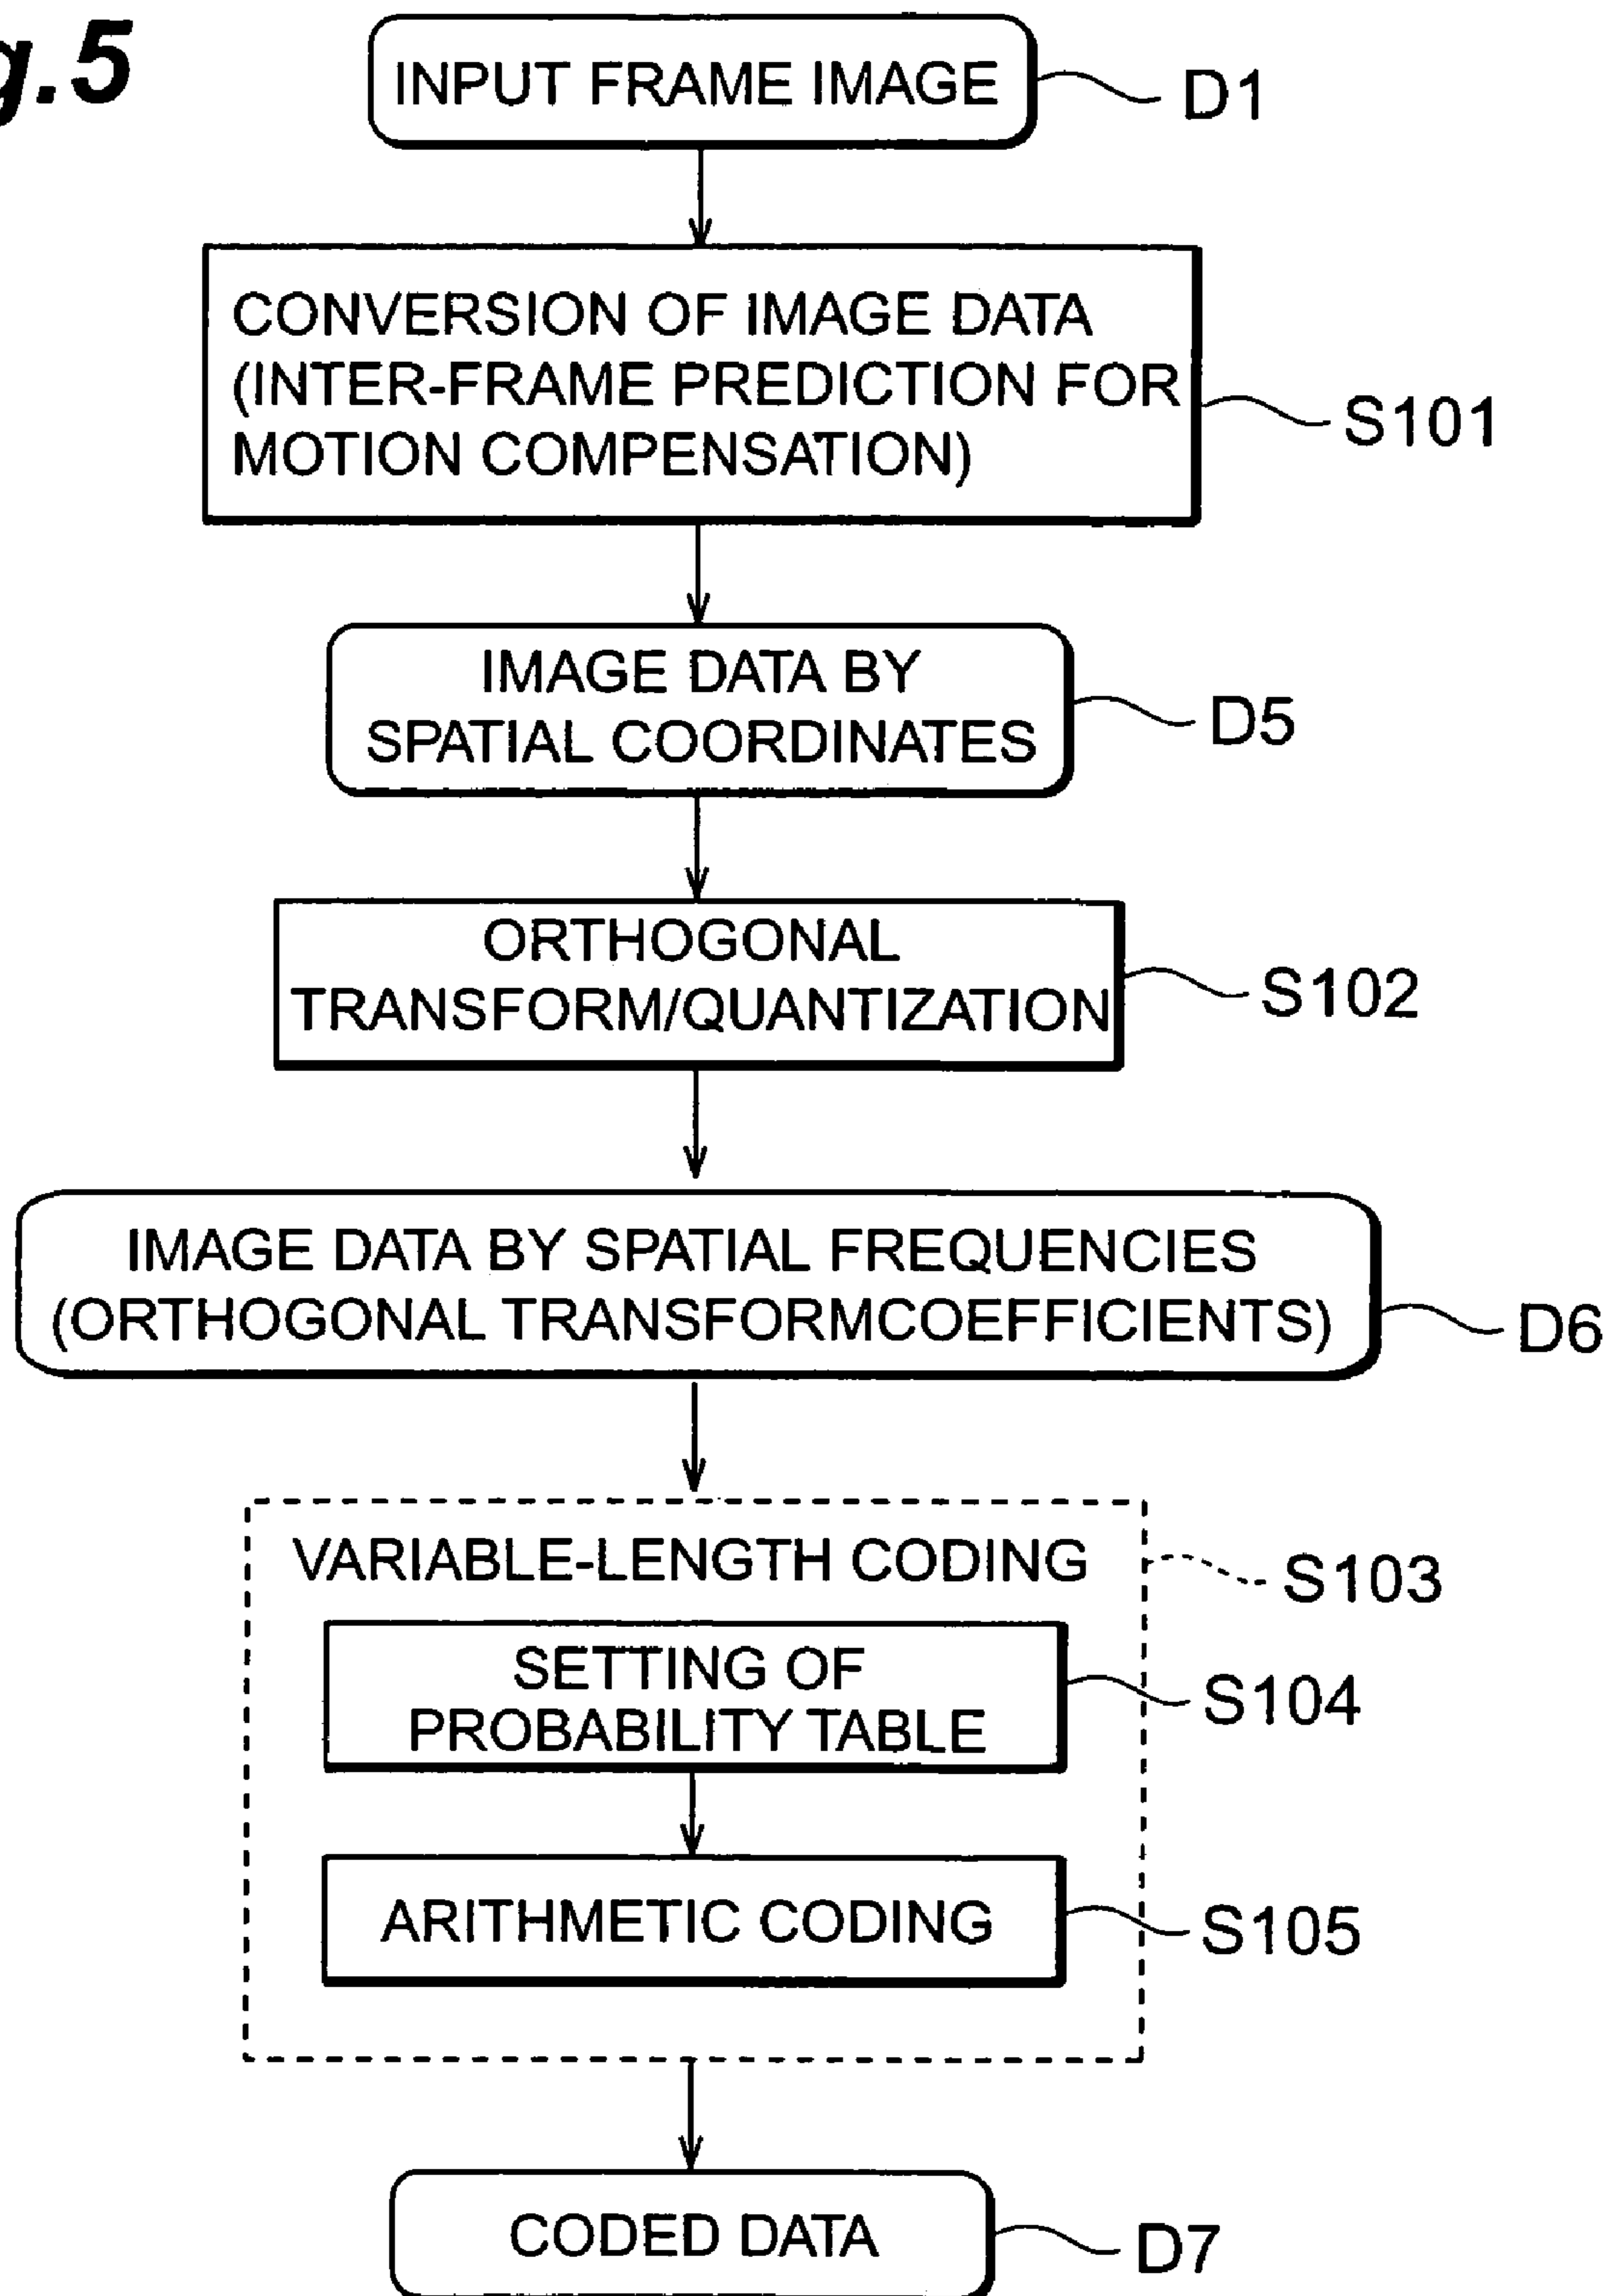 g.5
INPUT FRAME IMAGE
D1
CONVERSION OF IMAGE DATA
(INTER-FRAME PREDICTION FOR
MOTION COMPENSATION)
S101
IMAGE DATA BY
SPATIAL COORDINATES
D5
ORTHOGONAL
TRANSFORM/QUANTIZATION
S102
IMAGE DATA BY SPATIAL FREQUENCIES
(ORTHOGONAL TRANSFORMCOEFFICIENTS)
D6
VARIABLE-LENGTH CODING
S103
SETTING OF
PROBABILITY TABLE
S104
ARITHMETIC CODING
S105
CODED DATA
D7